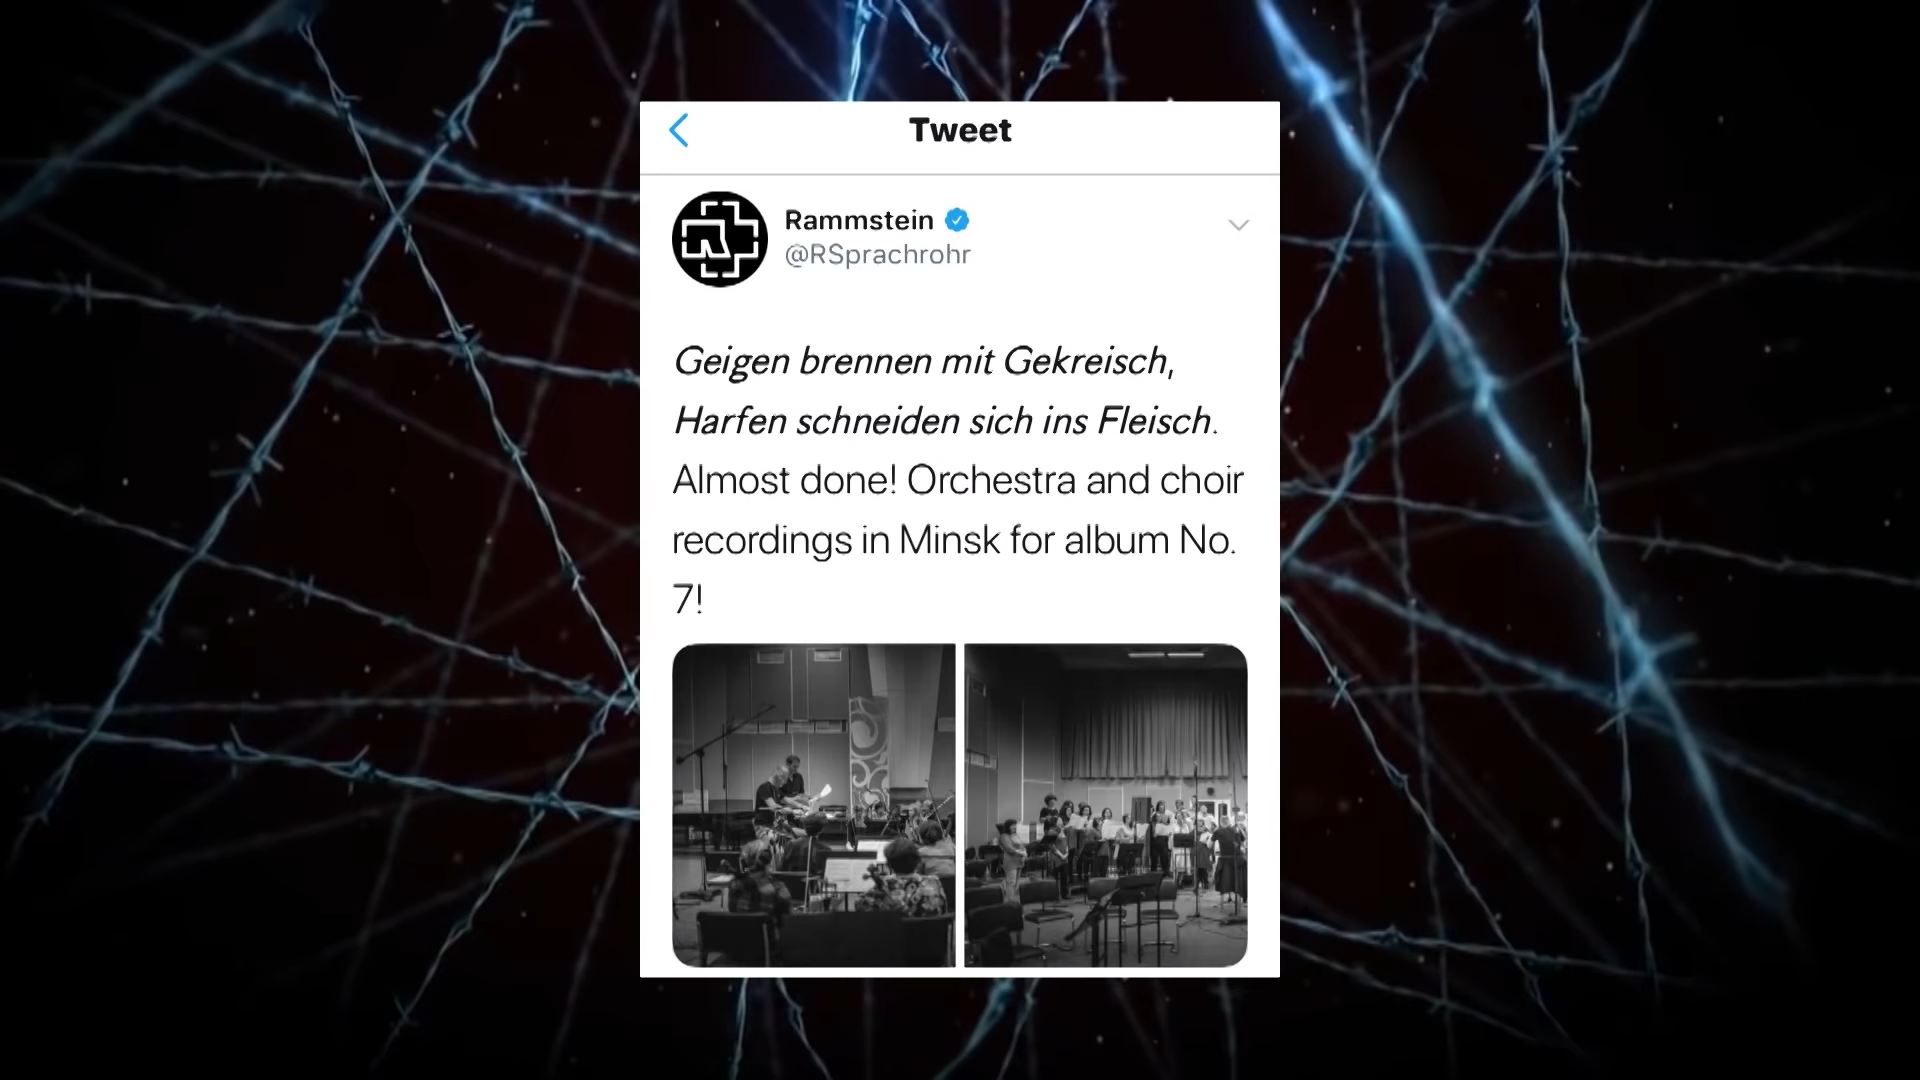 Tweet
Rammstein
@RSprachrohr
Geigen brennen mit Gekreisch,
Harfen schneiden sich ins Fleisch.
Almost done! Orchestra and choir
recordings in Minsk for album No.
7!